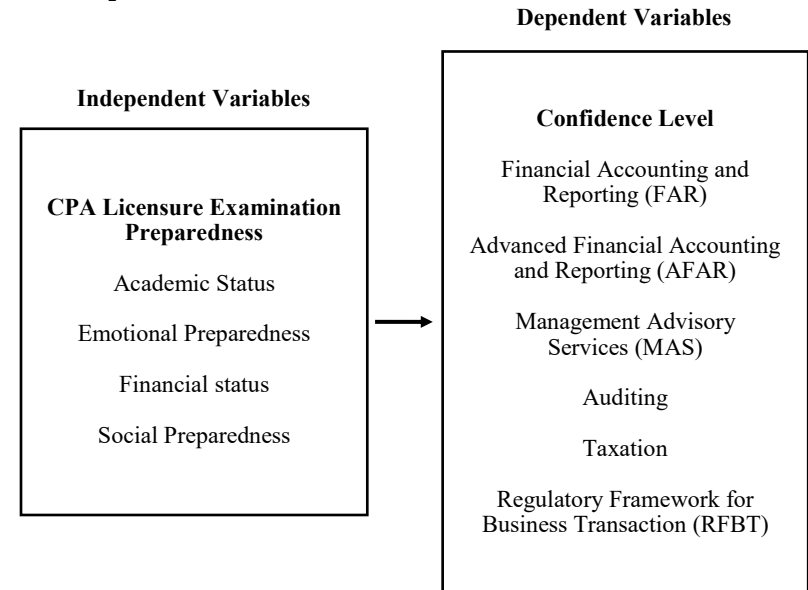 Dependent Variables
Independent Variables
CPA Licensure Examination
Preparedness
Academic Status
Emotional Preparedness
Financial status
Social Preparedness
Confidence Level
Financial Accounting and
Reporting (FAR)
Advanced Financial Accounting
and Reporting (AFAR)
Management Advisory
Services (MAS)
Auditing
Taxation
Regulatory Framework for
Business Transaction (RFBT)